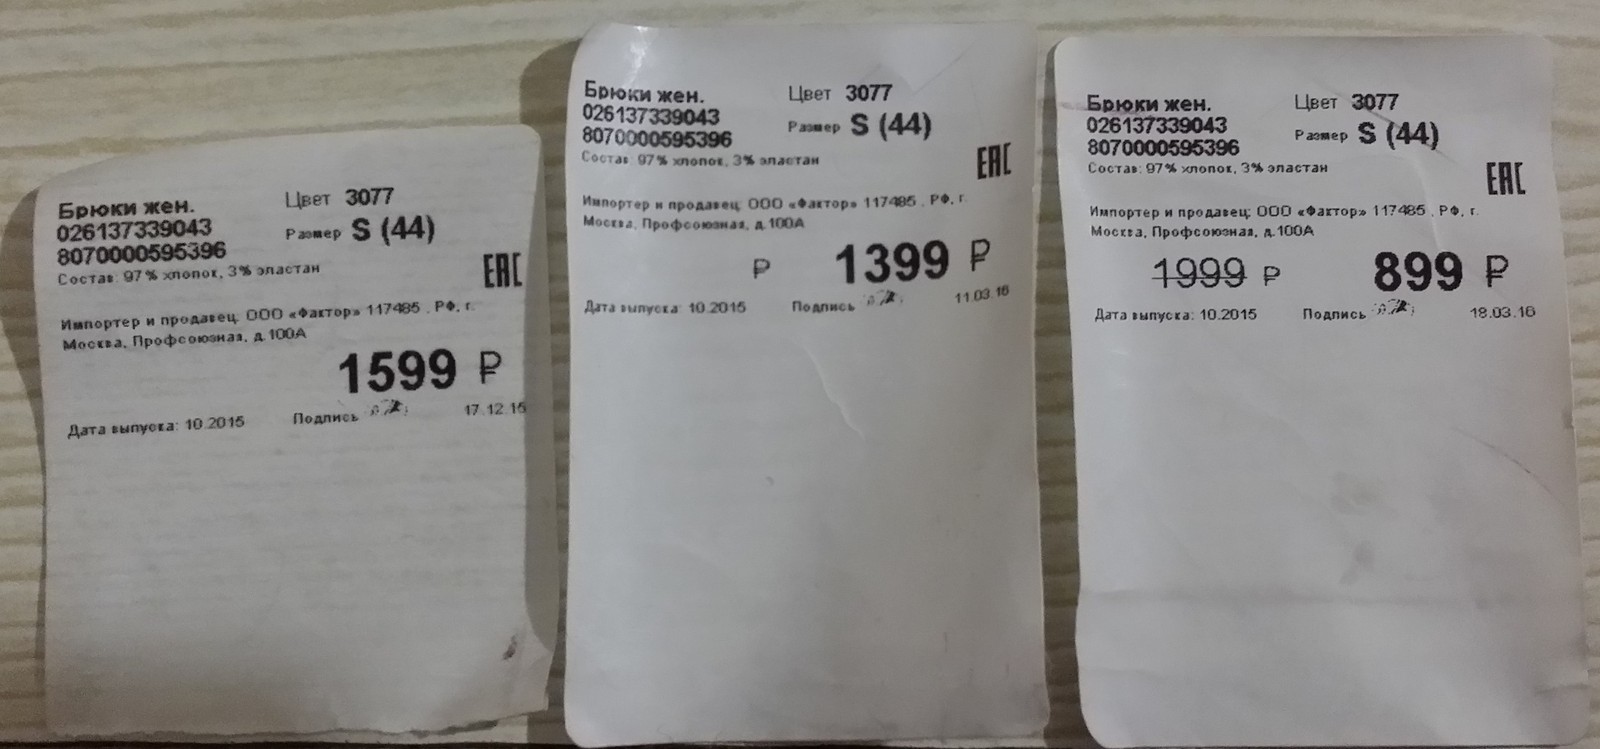 Брюки жен.
026137339043
8070000595396
Цвет 3077
Размер S (44)
Состав: 97% хлопок, 3% эластан
EAC
Импортер и продавец: ООО «Фактор» 117485 , РФ, г.
Москва, Профсоюзная, д.100А
1599 ₽
Дата выпуска: 10.2015 Подпись 17.12.15
Брюки жен.
026137339043
8070000595396
Цвет 3077
Размер S (44)
Состав: 97% хлопок, 3% эластан
EAC
Импортер и продавец: ООО «Фактор» 117485 , РФ, г.
Москва, Профсоюзная, д.100А
₽ 1399 ₽
Дата выпуска: 10.2015 Подпись 11.03.16
Брюки жен.
026137339043
8070000595396
Цвет 3077
Размер S (44)
Состав: 97% хлопок, 3% эластан
EAC
Импортер и продавец: ООО «Фактор» 117485 , РФ, г.
Москва, Профсоюзная, д.100А
1999 ₽ 899 ₽
Дата выпуска: 10.2015 Подпись 18.03.16